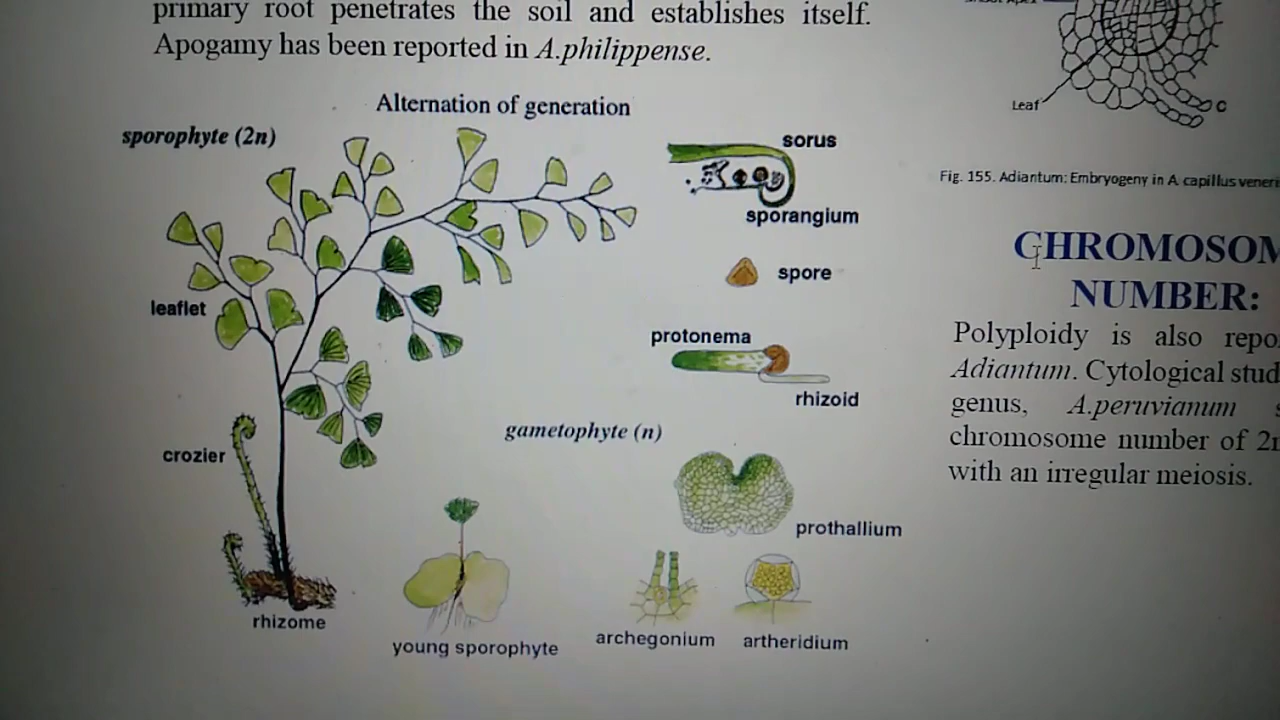 primary root penetrates the soil and establishes itself.
Apogamy has been reported in A.philippense.
Alternation of generation
sporophyte (2n)
sorus
sporangium
spore
leaflet
protonema
rhizoid
gametophyte (n)
crozier
prothallium
rhizome
young sporophyte
archegonium
artheridium
Leaf
Fig. 155. Adiantum: Embryogeny in A capillus veneri
CHROMOSOM
NUMBER:
Polyploidy is also repo
Adiantum. Cytological stud
genus, A.peruvianum s
chromosome number of 2n
with an irregular meiosis.